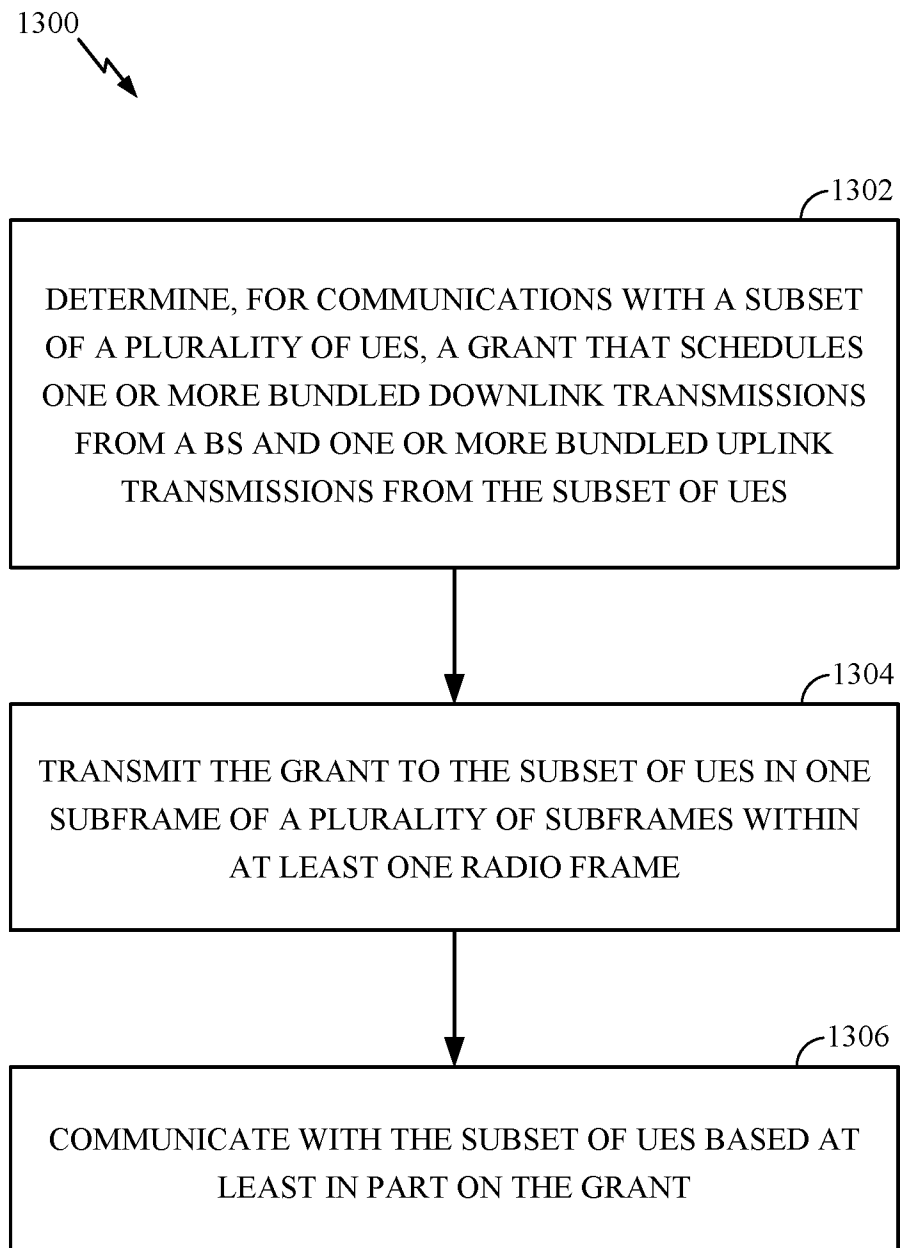 1300
1302
DETERMINE, FOR COMMUNICATIONS WITH A SUBSET
OF A PLURALITY OF UES, A GRANT THAT SCHEDULES
ONE OR MORE BUNDLED DOWNLINK TRANSMISSIONS
FROM A BS AND ONE OR MORE BUNDLED UPLINK
TRANSMISSIONS FROM THE SUBSET OF UES
1304
TRANSMIT THE GRANT TO THE SUBSET OF UES IN ONE
SUBFRAME OF A PLURALITY OF SUBFRAMES WITHIN
AT LEAST ONE RADIO FRAME
1306
COMMUNICATE WITH THE SUBSET OF UES BASED AT
LEAST IN PART ON THE GRANT